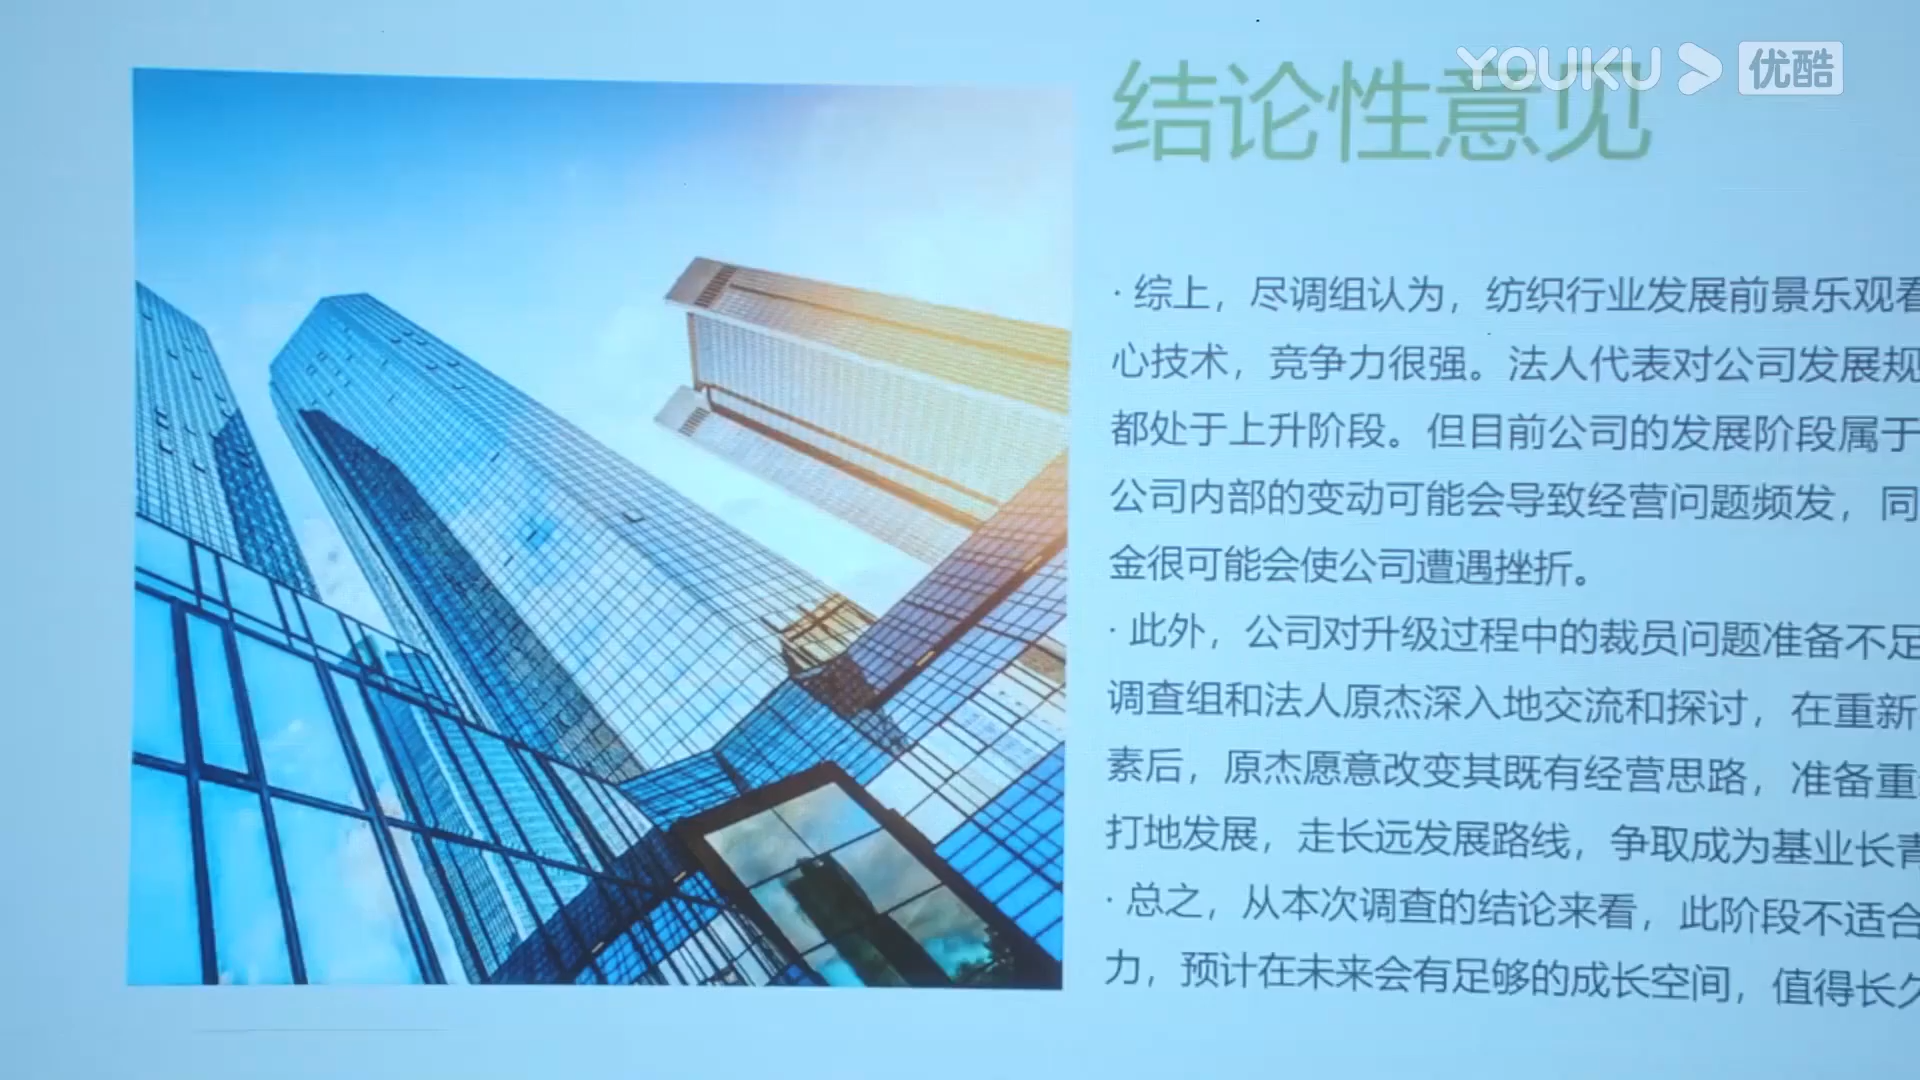 YOUKU 优酷
结论性意见
· 综上，尽调组认为，纺织行业发展前景乐观看
心技术，竞争力很强。法人代表对公司发展规
都处于上升阶段。但目前公司的发展阶段属于
公司内部的变动可能会导致经营问题频发，同
金很可能会使公司遭遇挫折。
· 此外，公司对升级过程中的裁员问题准备不足
调查组和法人原杰深入地交流和探讨，在重新
素后，原杰愿意改变其既有经营思路，准备重
打地发展，走长远发展路线，争取成为基业长青
· 总之，从本次调查的结论来看，此阶段不适合
力，预计在未来会有足够的成长空间，值得长久